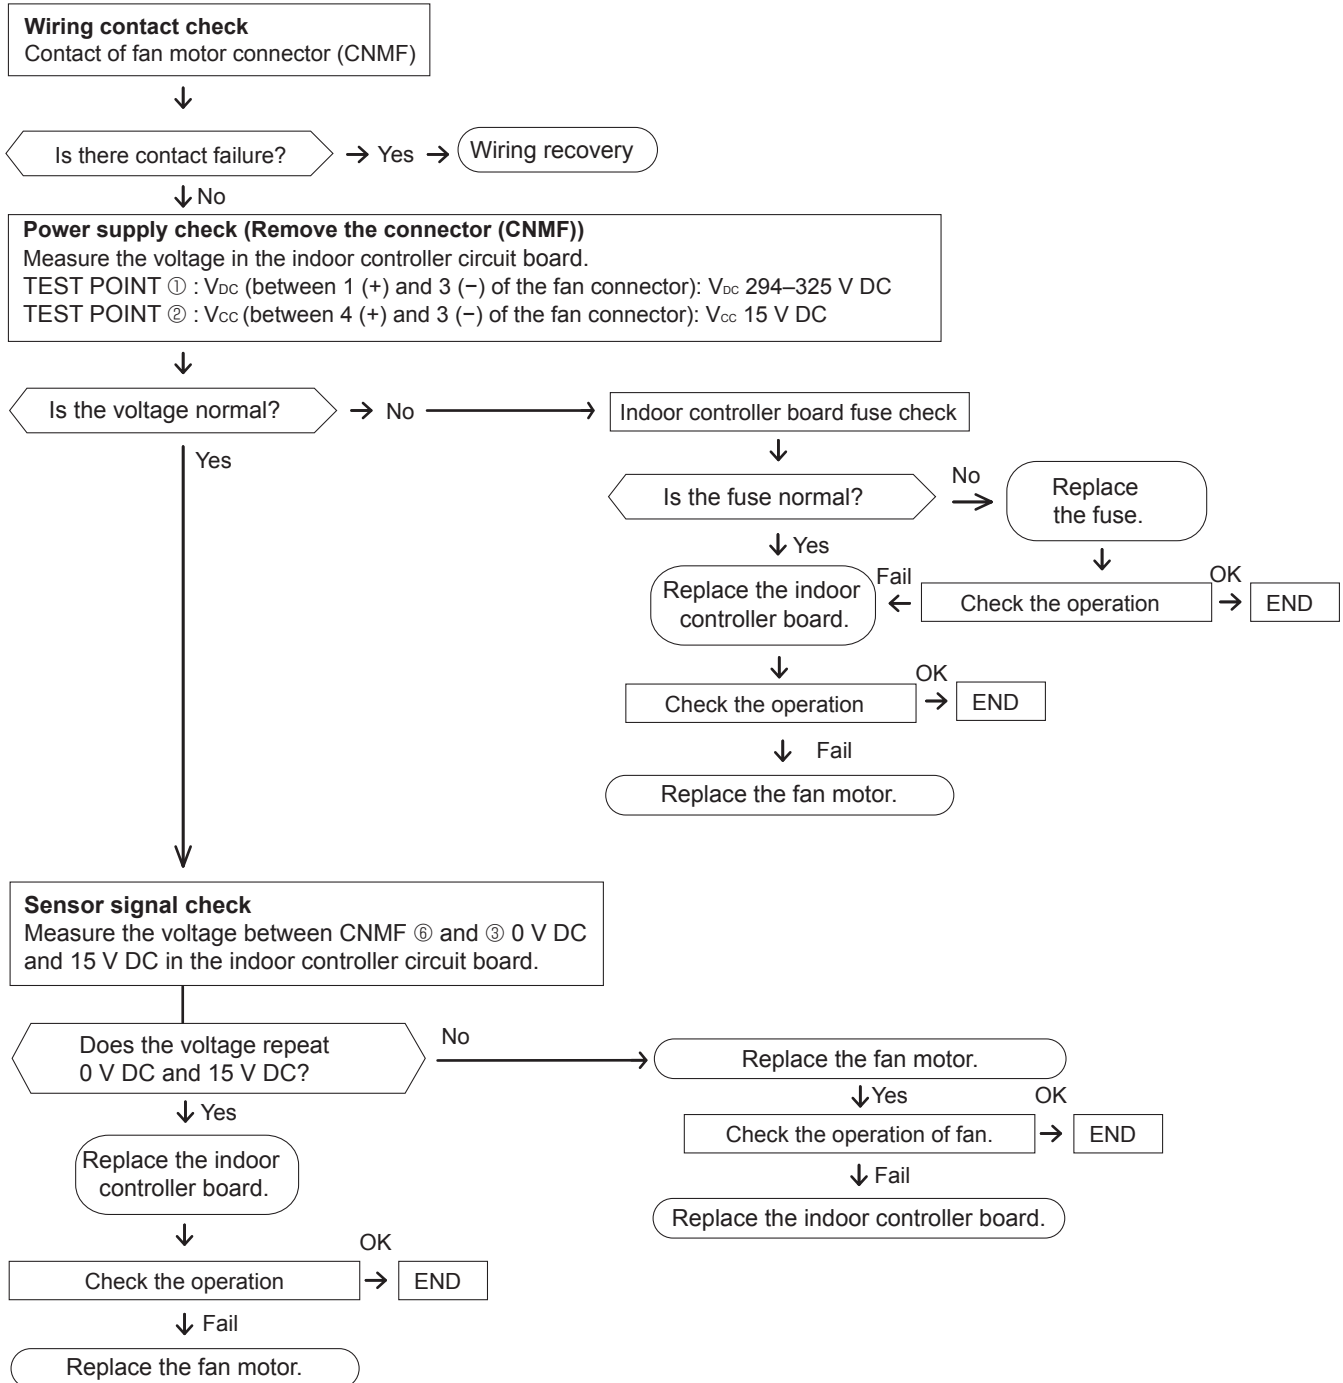 Wiring contact check
Contact of fan motor connector (CNMF)
Is there contact failure?
Yes
Wiring recovery
No
Power supply check (Remove the connector (CNMF))
Measure the voltage in the indoor controller circuit board.
TEST POINT ① : VDC (between 1 (+) and 3 (−) of the fan connector): VDC 294–325 V DC
TEST POINT ② : VCC (between 4 (+) and 3 (−) of the fan connector): Vcc 15 V DC
Is the voltage normal?
No
Indoor controller board fuse check
Yes
Is the fuse normal?
No
Replace
the fuse.
Yes
Replace the indoor
controller board.
Fail
Check the operation
OK
END
Check the operation
OK
END
Fail
Replace the fan motor.
Sensor signal check
Measure the voltage between CNMF ⑥ and ③ 0 V DC
and 15 V DC in the indoor controller circuit board.
Does the voltage repeat
0 V DC and 15 V DC?
No
Replace the fan motor.
Yes
Check the operation of fan.
OK
END
Fail
Replace the indoor controller board.
Yes
Replace the indoor
controller board.
Check the operation
OK
END
Fail
Replace the fan motor.